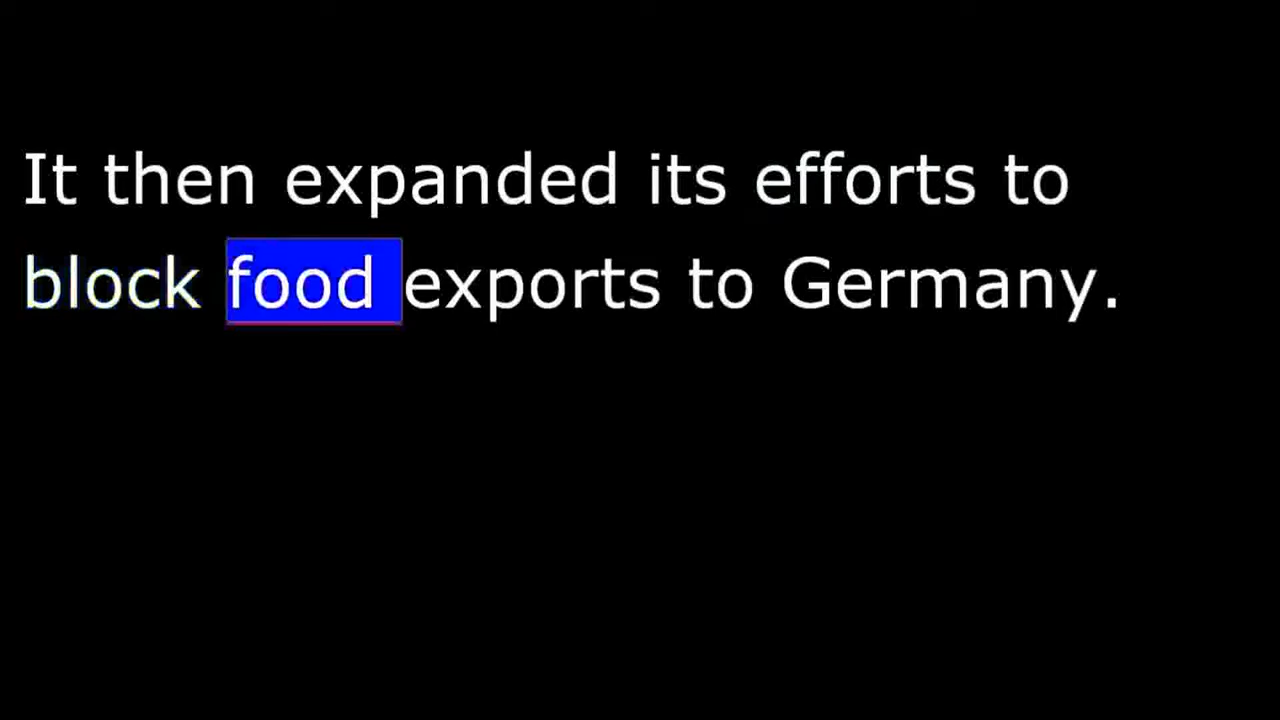 It then expanded its efforts to
block food exports to Germany.